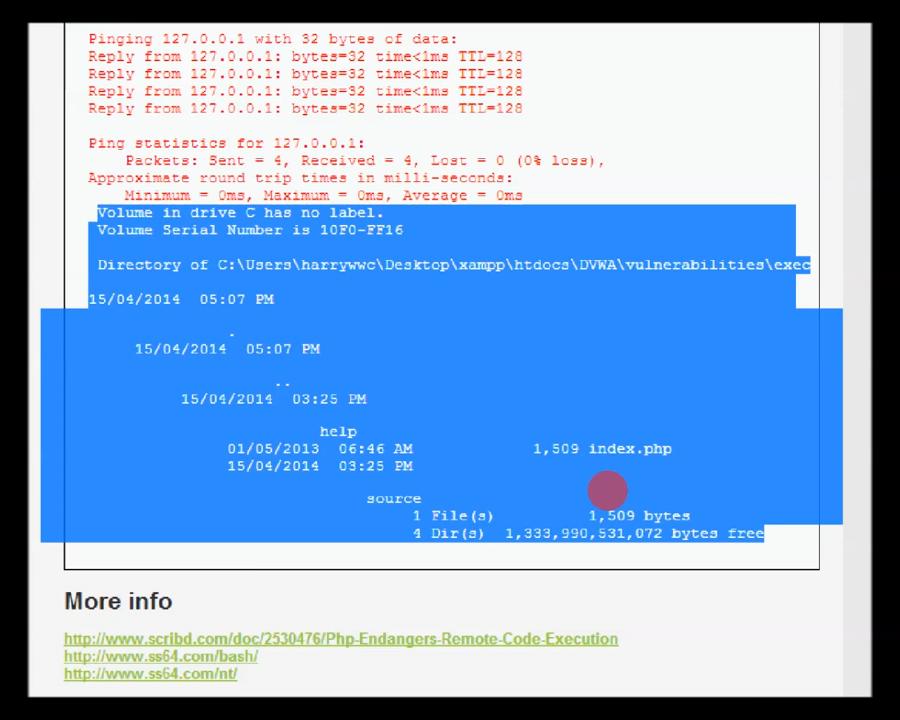 Pinging 127.0.0.1 with 32 bytes of data:
Reply from 127.0.0.1: bytes=32 time<1ms TTL=128
Reply from 127.0.0.1: bytes=32 time<1ms TTL=128
Reply from 127.0.0.1: bytes=32 time<1ms TTL=128
Reply from 127.0.0.1: bytes=32 time<1ms TTL=128
Ping statistics for 127.0.0.1:
Packets: Sent = 4, Received = 4, Lost = 0 (0% loss),
Approximate round trip times in milli-seconds:
Minimum = 0ms, Maximum = 0ms, Average = 0ms
Volume in drive C has no label.
Volume Serial Number is 10F0-FF16
Directory of C:\Users\harrywwc\Desktop\xampp\htdocs\DVWA\vulnerabilities\exec
15/04/2014 05:07 PM
.
15/04/2014 05:07 PM
..
15/04/2014 03:25 PM
help
01/05/2013 06:46 AM 1,509 index.php
15/04/2014 03:25 PM
source
1 File(s) 1,509 bytes
4 Dir(s) 1,333,990,531,072 bytes free
More info
http://www.scribd.com/doc/2530476/Php-Endangers-Remote-Code-Execution
http://www.ss64.com/bash/
http://www.ss64.com/nt/